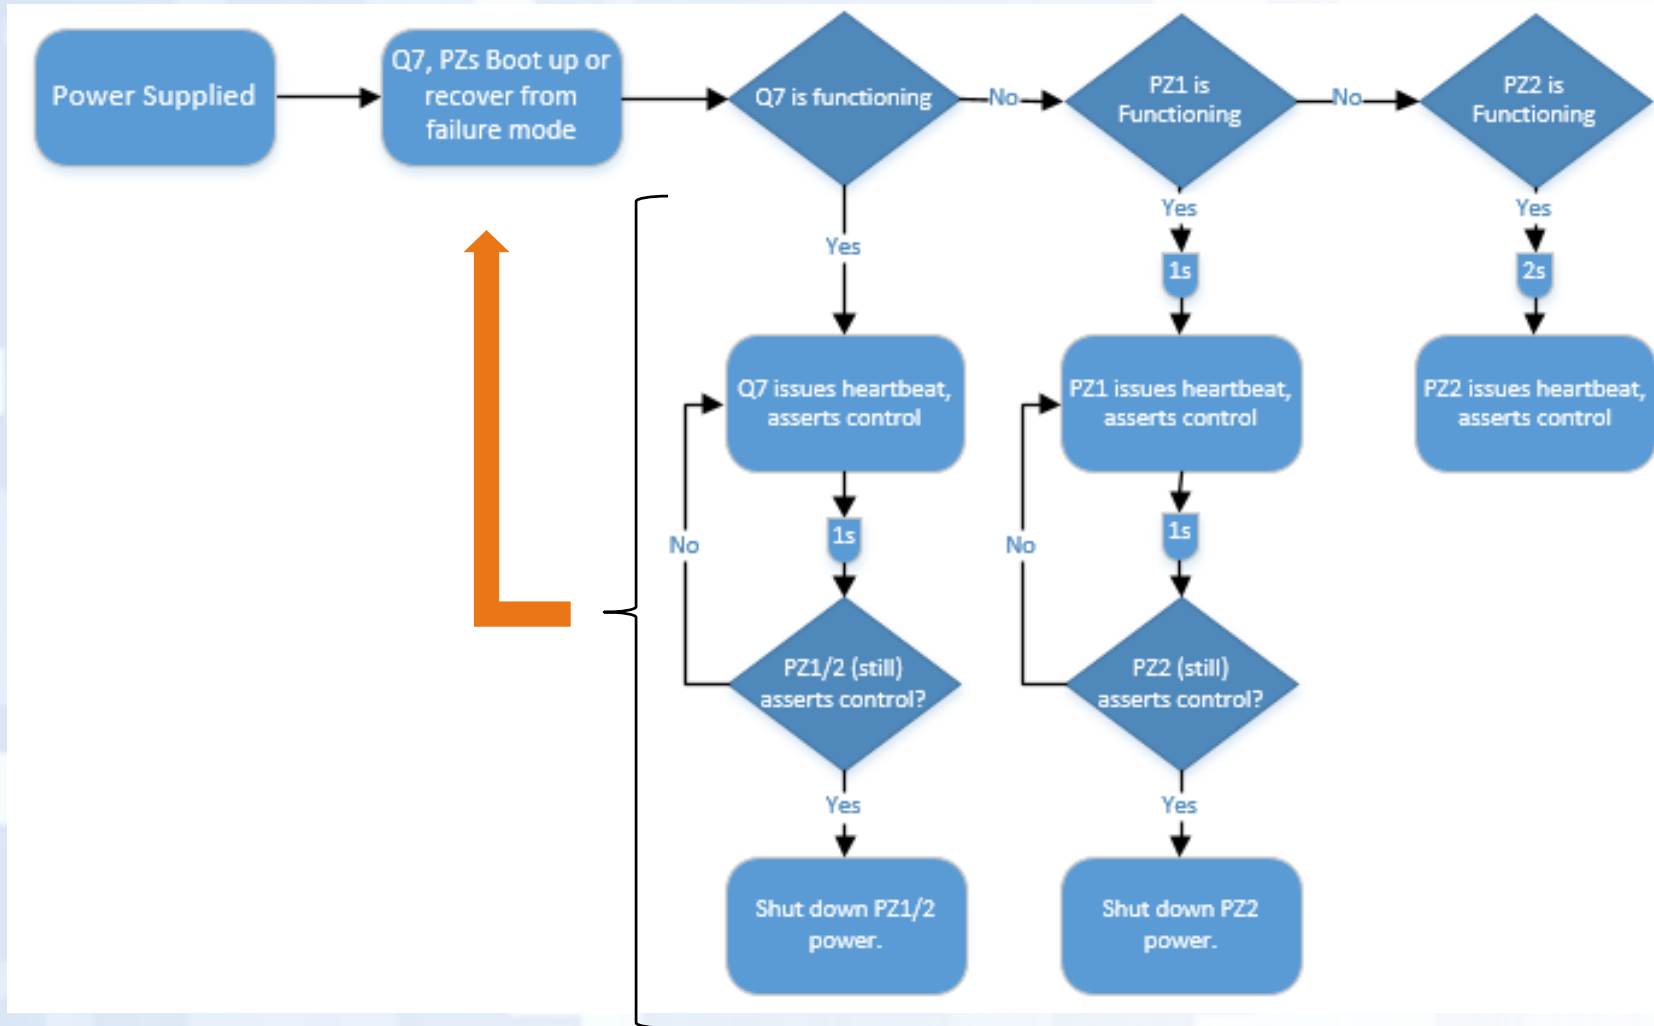 Power Supplied
Q7, PZs Boot up or
recover from
failure mode
Q7 is functioning
No
PZ1 is
Functioning
No
PZ2 is
Functioning
Yes
Yes
Yes
1s
2s
Q7 issues heartbeat,
asserts control
PZ1 issues heartbeat,
asserts control
PZ2 issues heartbeat,
asserts control
No
1s
No
1s
PZ1/2 (still)
asserts control?
PZ2 (still)
asserts control?
Yes
Yes
Shut down PZ1/2
power.
Shut down PZ2
power.